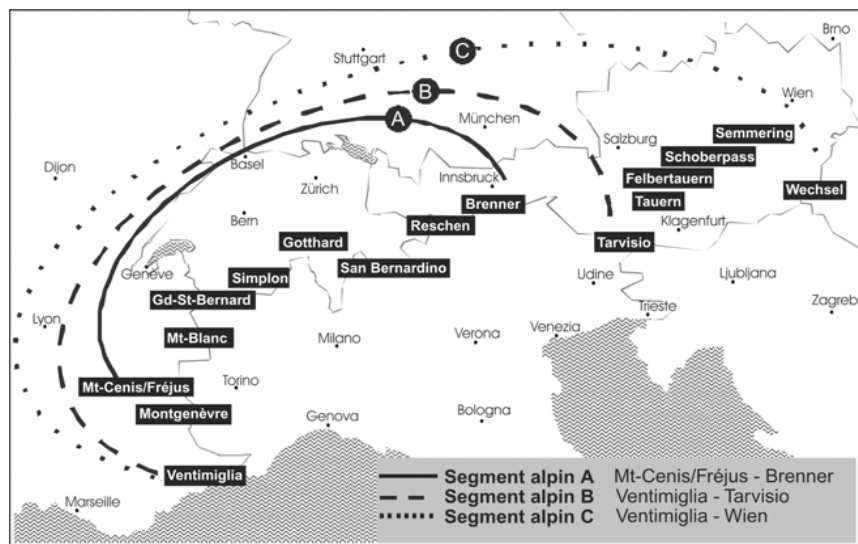 Brno
C
Stuttgart
Wien
B
A
München
Salzburg
Semmering
Schoberpass
Dijon
Basel
Innsbruck
Felbertauern
Wechsel
Zürich
Brenner
Tauern
Bern
Reschen
Klagenfurt
Gotthard
Tarvisio
Genève
San Bernardino
Simplon
Udine
Ljubljana
Gd-St-Bernard
Trieste
Zagreb
Lyon
Mt-Blanc
Milano
Verona
Venezia
Mt-Cenis/Fréjus
Torino
Montgenèvre
Genova
Bologna
Ventimiglia
Marseille
Segment alpin A Mt-Cenis/Fréjus - Brenner
Segment alpin B Ventimiglia - Tarvisio
Segment alpin C Ventimiglia - Wien